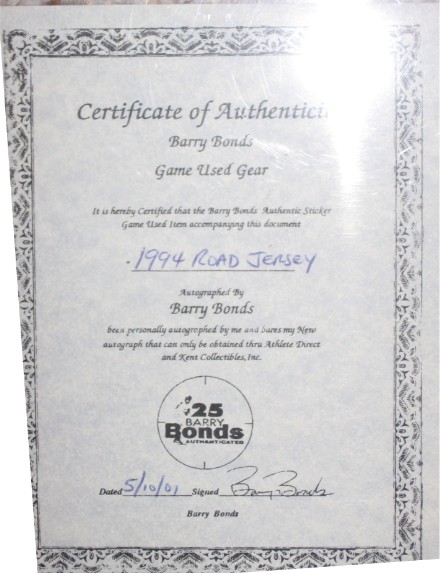 Certificate of Authentici
Barry Bonds
Game Used Gear
It is hereby Certified that the Barry Bonds Authentic Sticker
Game Used Item accompanying this document
1994 ROAD JERSEY
Autographed By
Barry Bonds
been personally autographed by me and bares my New
autograph that can only be obtained thru Athlete Direct
and Kent Collectibles, Inc.
25
BARRY
Bonds
AUTHENTICATED
Dated 5/10/01 Signed Barry Bonds
Barry Bonds